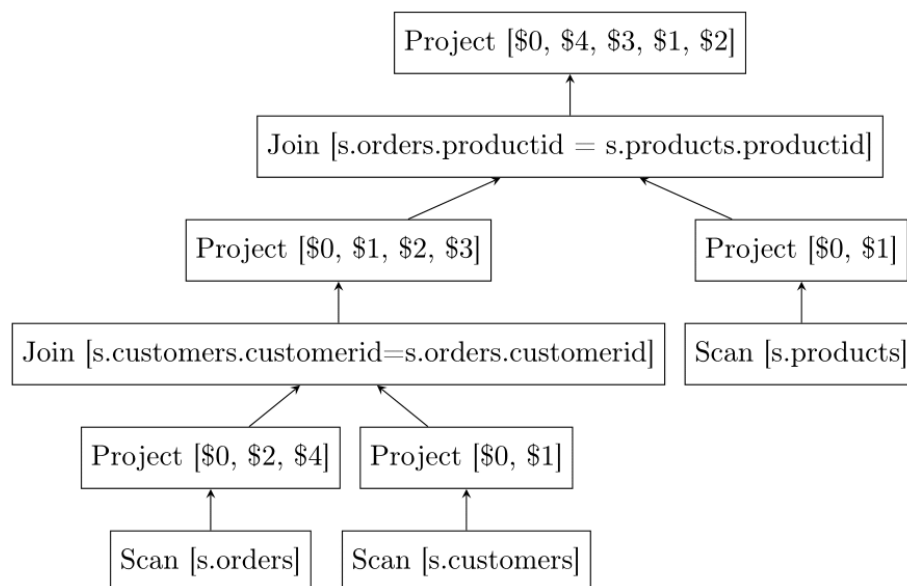 Project [$0, $4, $3, $1, $2]
Join [s.orders.productid = s.products.productid]
Project [$0, $1, $2, $3]
Project [$0, $1]
Join [s.customers.customerid=s.orders.customerid]
Scan [s.products]
Project [$0, $2, $4]
Project [$0, $1]
Scan [s.orders]
Scan [s.customers]